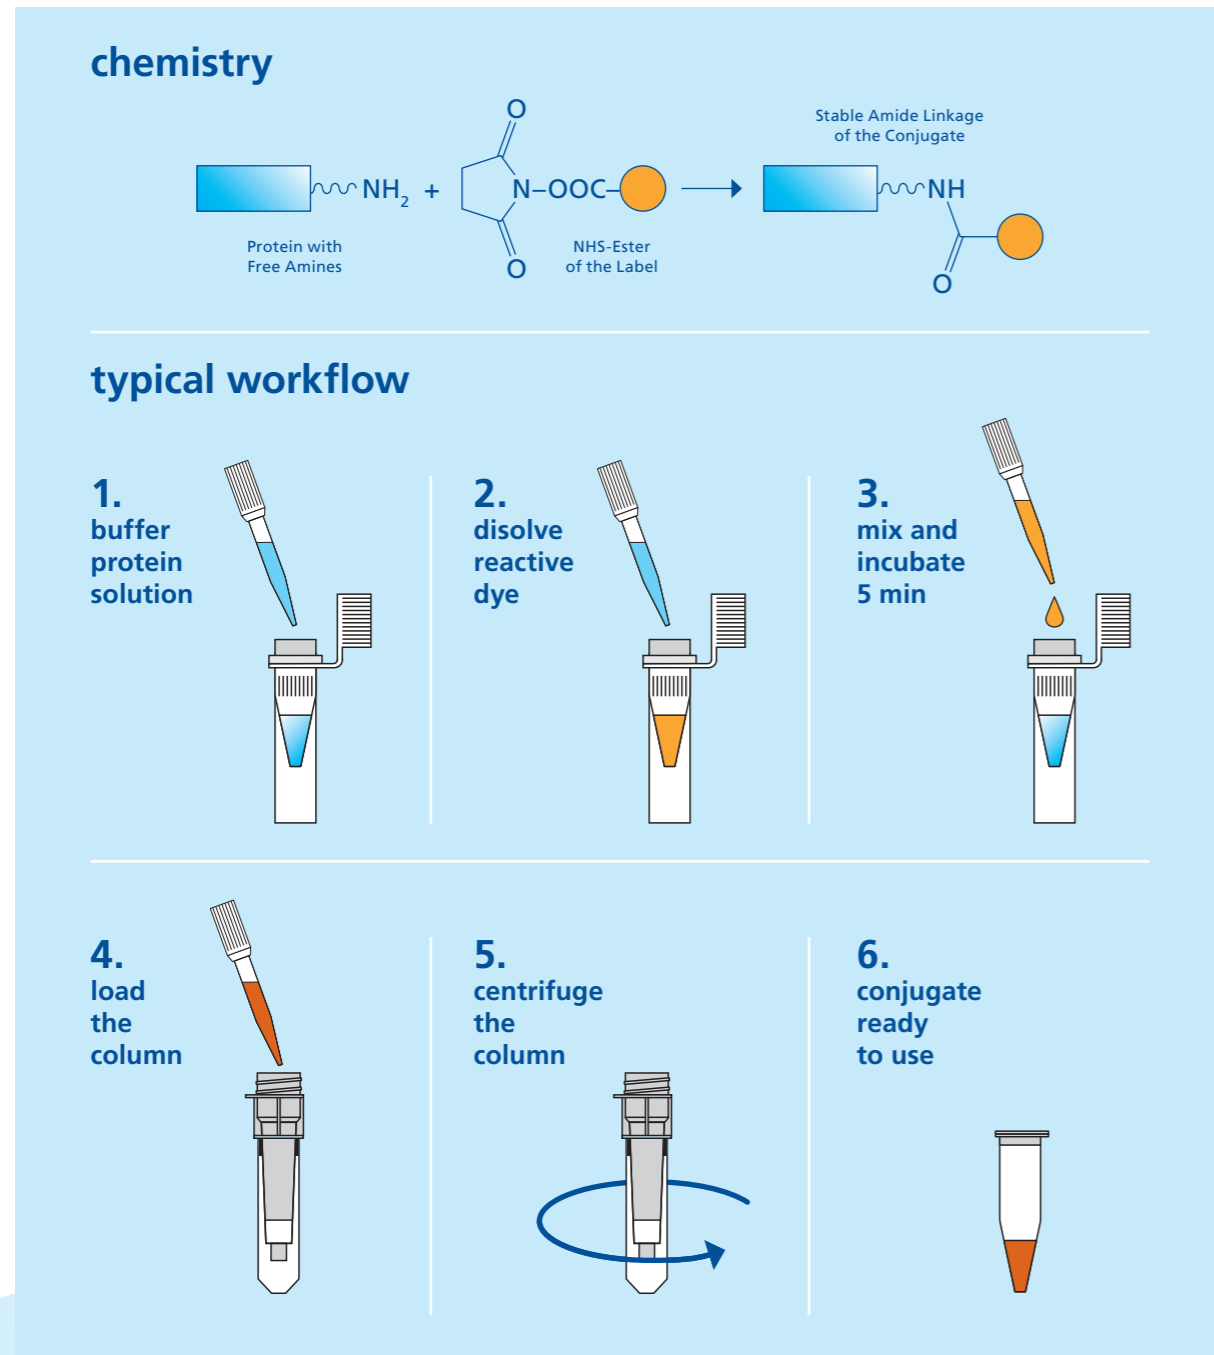 chemistry
O
Stable Amide Linkage
of the Conjugate
NH2 +
N–OOC–
NH
Protein with
Free Amines
NHS-Ester
of the Label
O
O
typical workflow
1.
buffer
protein
solution
2.
disolve
reactive
dye
3.
mix and
incubate
5 min
4.
load
the
column
5.
centrifuge
the
column
6.
conjugate
ready
to use